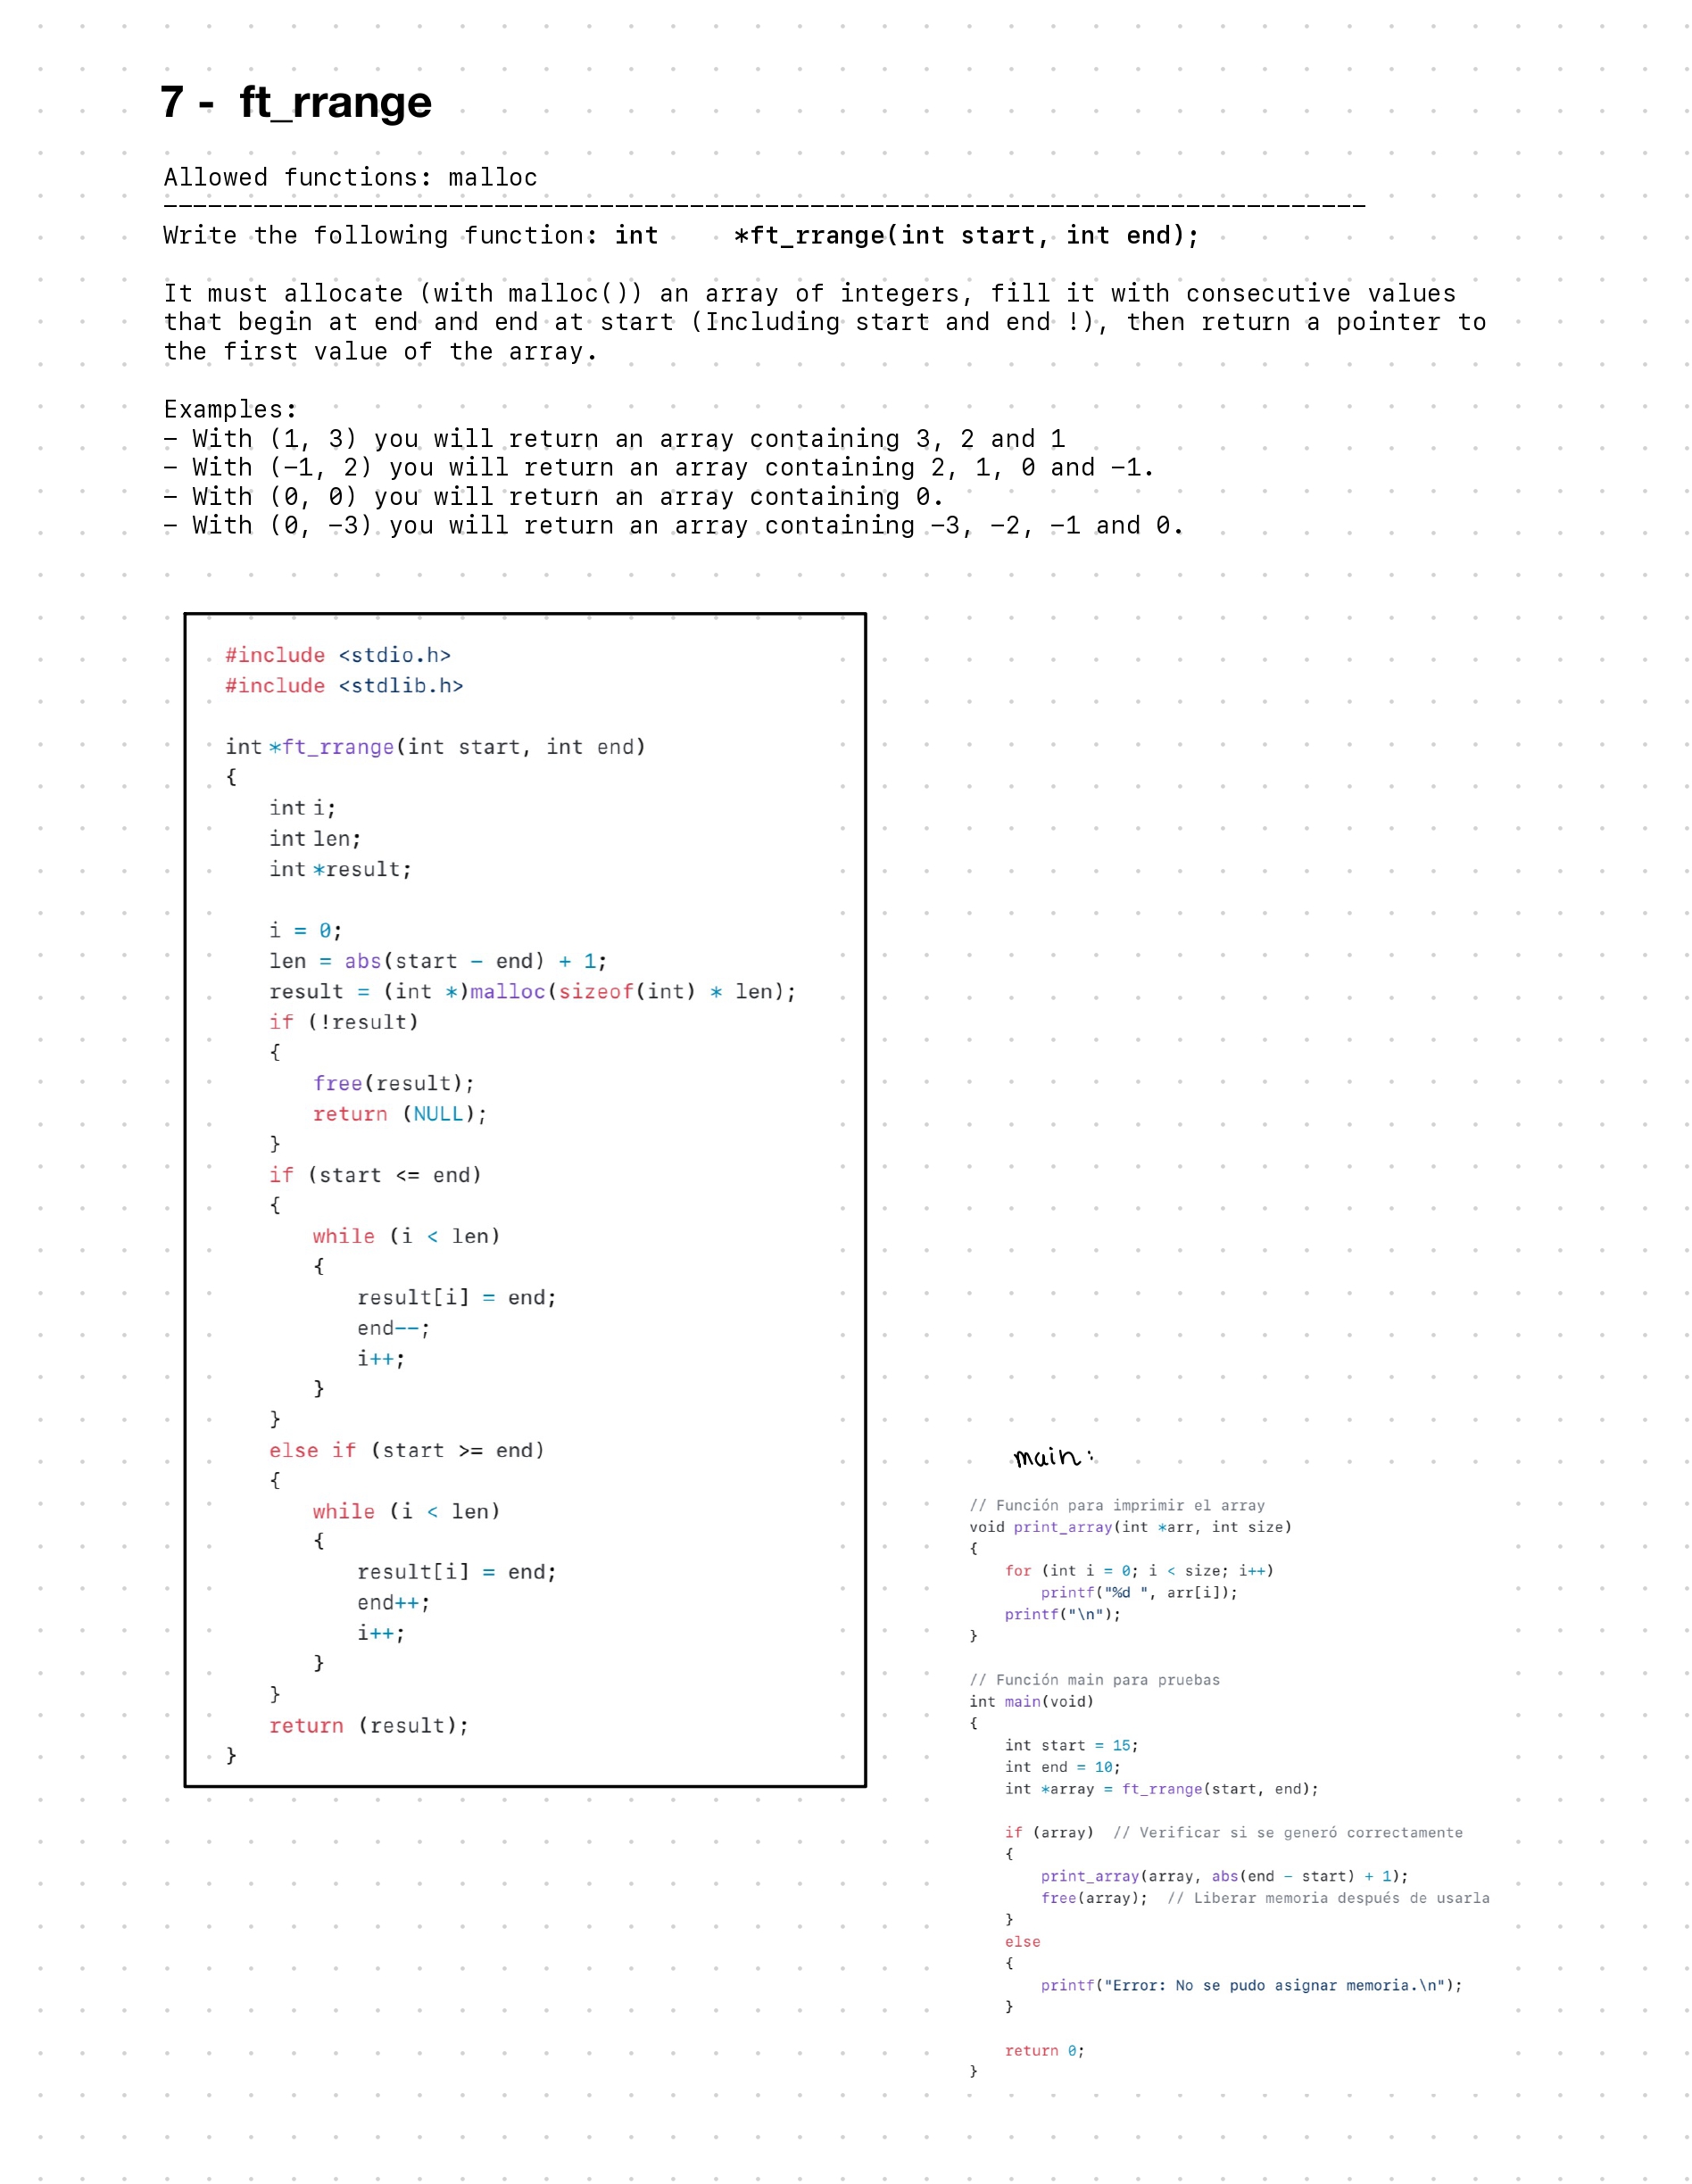 7 - ft_rrange
Allowed functions: malloc
--------------------------------------------------------------------------------
Write the following function: int     *ft_rrange(int start, int end);
It must allocate (with malloc()) an array of integers, fill it with consecutive values
that begin at end and end at start (Including start and end !), then return a pointer to
the first value of the array.
Examples:
- With (1, 3) you will return an array containing 3, 2 and 1
- With (-1, 2) you will return an array containing 2, 1, 0 and -1.
- With (0, 0) you will return an array containing 0.
- With (0, -3) you will return an array containing -3, -2, -1 and 0.
#include <stdio.h>
#include <stdlib.h>
int *ft_rrange(int start, int end)
{
    int i;
    int len;
    int *result;
    i = 0;
    len = abs(start - end) + 1;
    result = (int *)malloc(sizeof(int) * len);
    if (!result)
    {
        free(result);
        return (NULL);
    }
    if (start <= end)
    {
        while (i < len)
        {
            result[i] = end;
            end--;
            i++;
        }
    }
    else if (start >= end)
    {
        while (i < len)
        {
            result[i] = end;
            end++;
            i++;
        }
    }
    return (result);
}
main:
// Función para imprimir el array
void print_array(int *arr, int size)
{
    for (int i = 0; i < size; i++)
        printf("%d ", arr[i]);
    printf("\n");
}
// Función main para pruebas
int main(void)
{
    int start = 15;
    int end = 10;
    int *array = ft_rrange(start, end);
    if (array)  // Verificar si se generó correctamente
    {
        print_array(array, abs(end - start) + 1);
        free(array);  // Liberar memoria después de usarla
    }
    else
    {
        printf("Error: No se pudo asignar memoria.\n");
    }
    return 0;
}